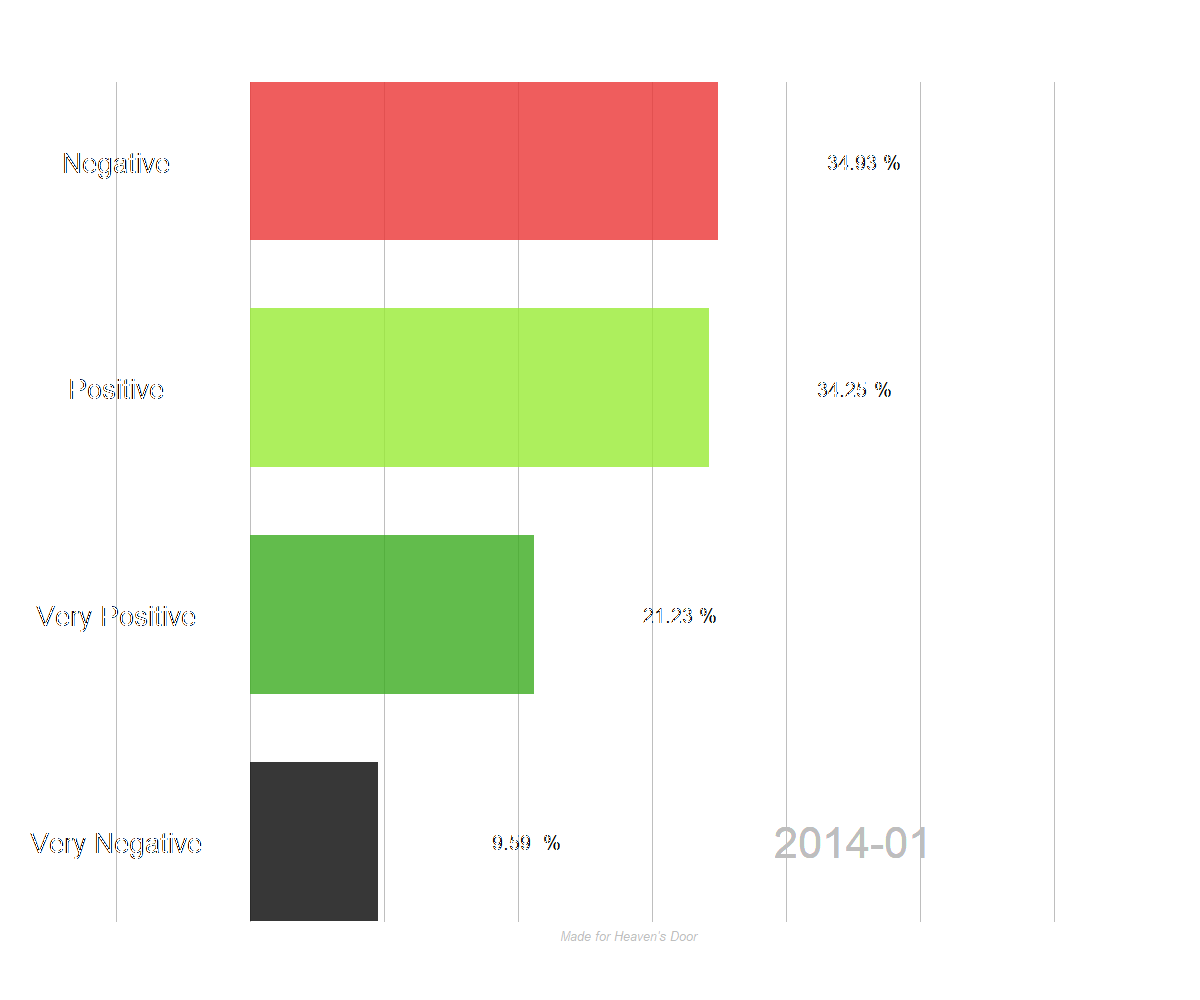 Negative 34.93 %
Positive 34.25 %
Very Positive 21.23 %
Very Negative 9.59 % 2014-01
Made for Heaven's Door